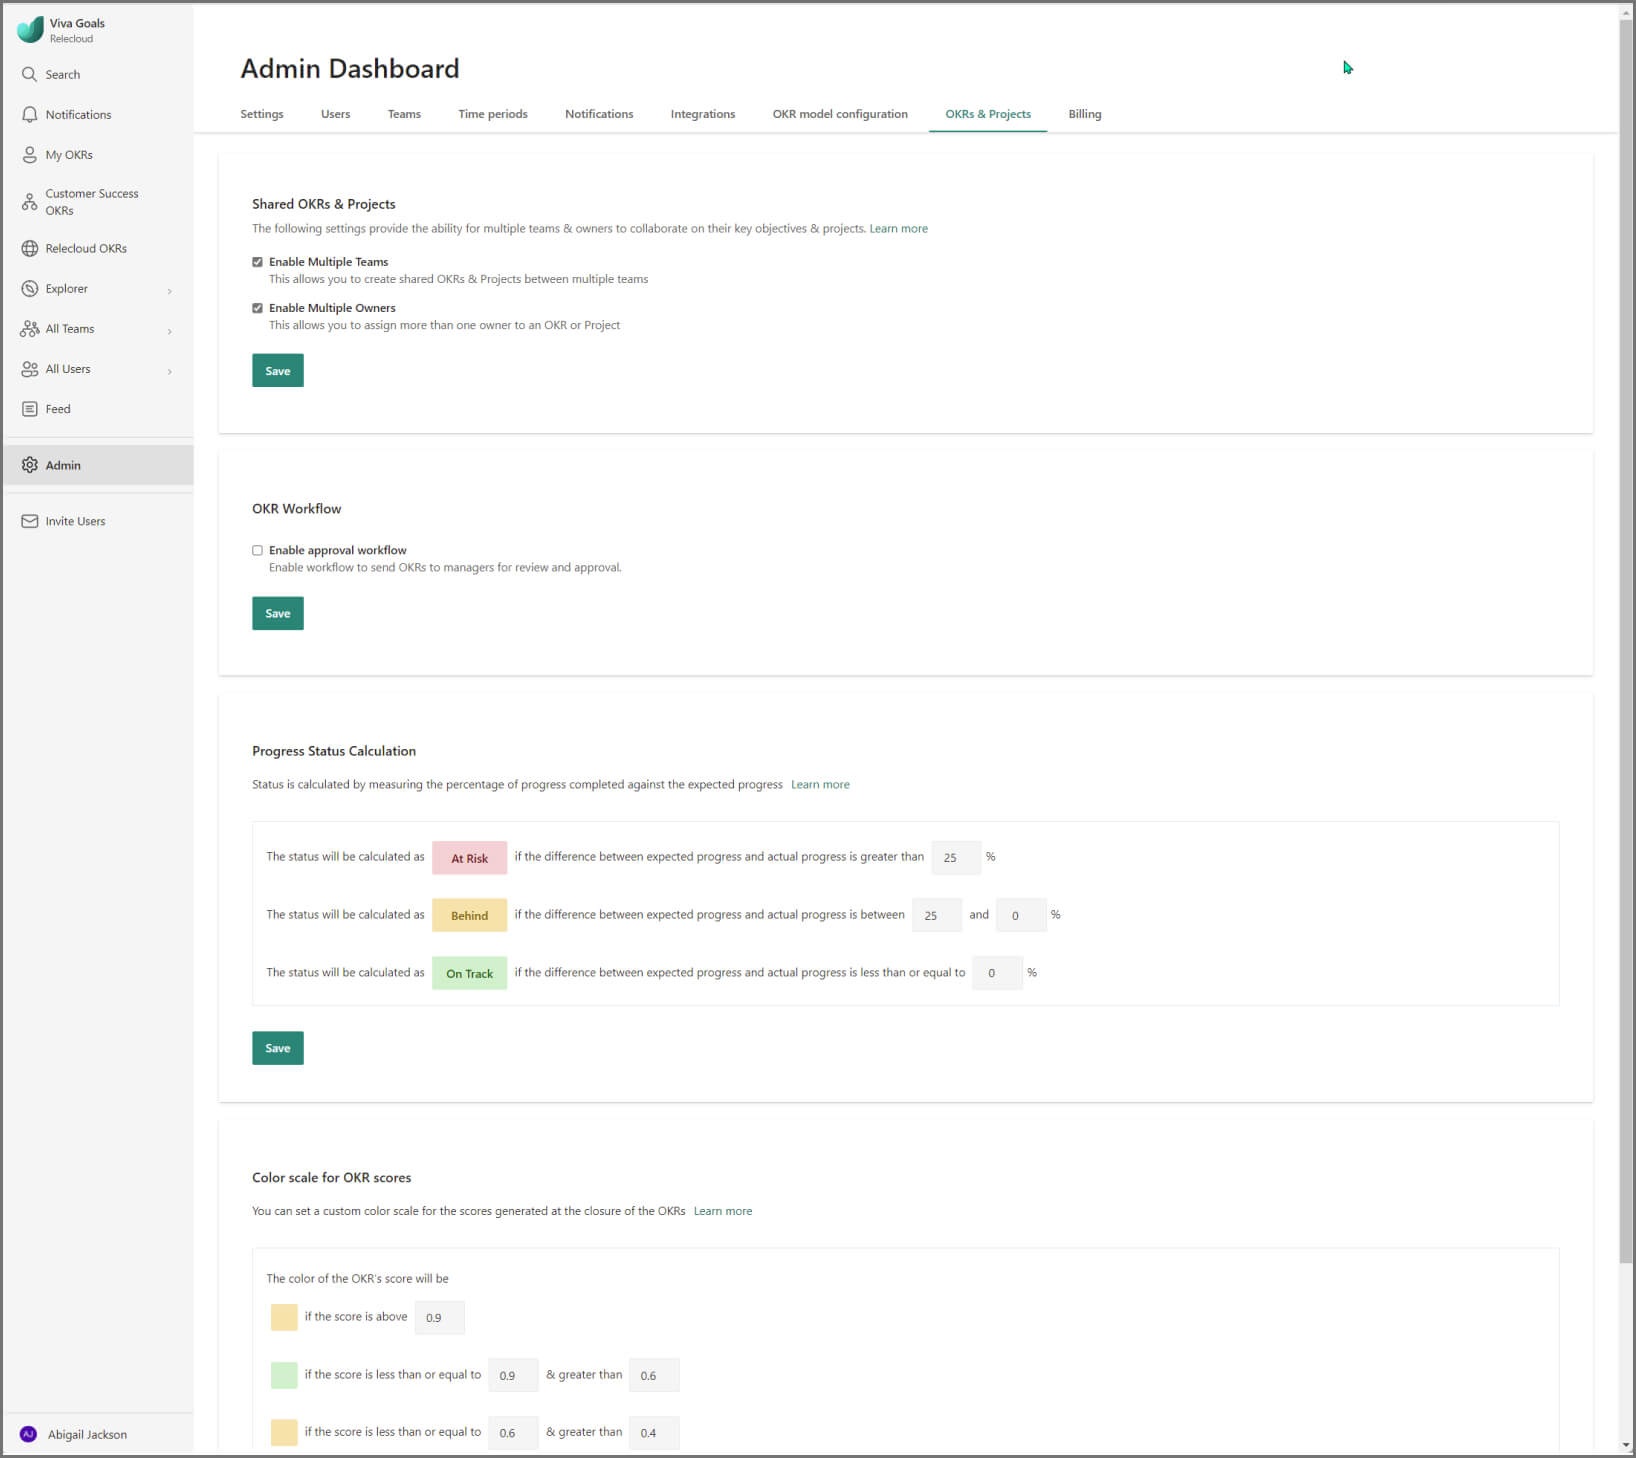 Viva Goals
Relecloud
Search
Notifications
My OKRs
Customer Success
OKRs
Relecloud OKRs
Explorer
All Teams
All Users
Feed
Admin
Invite Users
AJ Abigail Jackson
Admin Dashboard
Settings Users Teams Time periods Notifications Integrations OKR model configuration OKRs & Projects Billing
Shared OKRs & Projects
The following settings provide the ability for multiple teams & owners to collaborate on their key objectives & projects. Learn more
Enable Multiple Teams
This allows you to create shared OKRs & Projects between multiple teams
Enable Multiple Owners
This allows you to assign more than one owner to an OKR or Project
Save
OKR Workflow
Enable approval workflow
Enable workflow to send OKRs to managers for review and approval.
Save
Progress Status Calculation
Status is calculated by measuring the percentage of progress completed against the expected progress Learn more
The status will be calculated as At Risk if the difference between expected progress and actual progress is greater than 25 %
The status will be calculated as Behind if the difference between expected progress and actual progress is between 25 and 0 %
The status will be calculated as On Track if the difference between expected progress and actual progress is less than or equal to 0 %
Save
Color scale for OKR scores
You can set a custom color scale for the scores generated at the closure of the OKRs Learn more
The color of the OKR's score will be
if the score is above 0.9
if the score is less than or equal to 0.9 & greater than 0.6
if the score is less than or equal to 0.6 & greater than 0.4